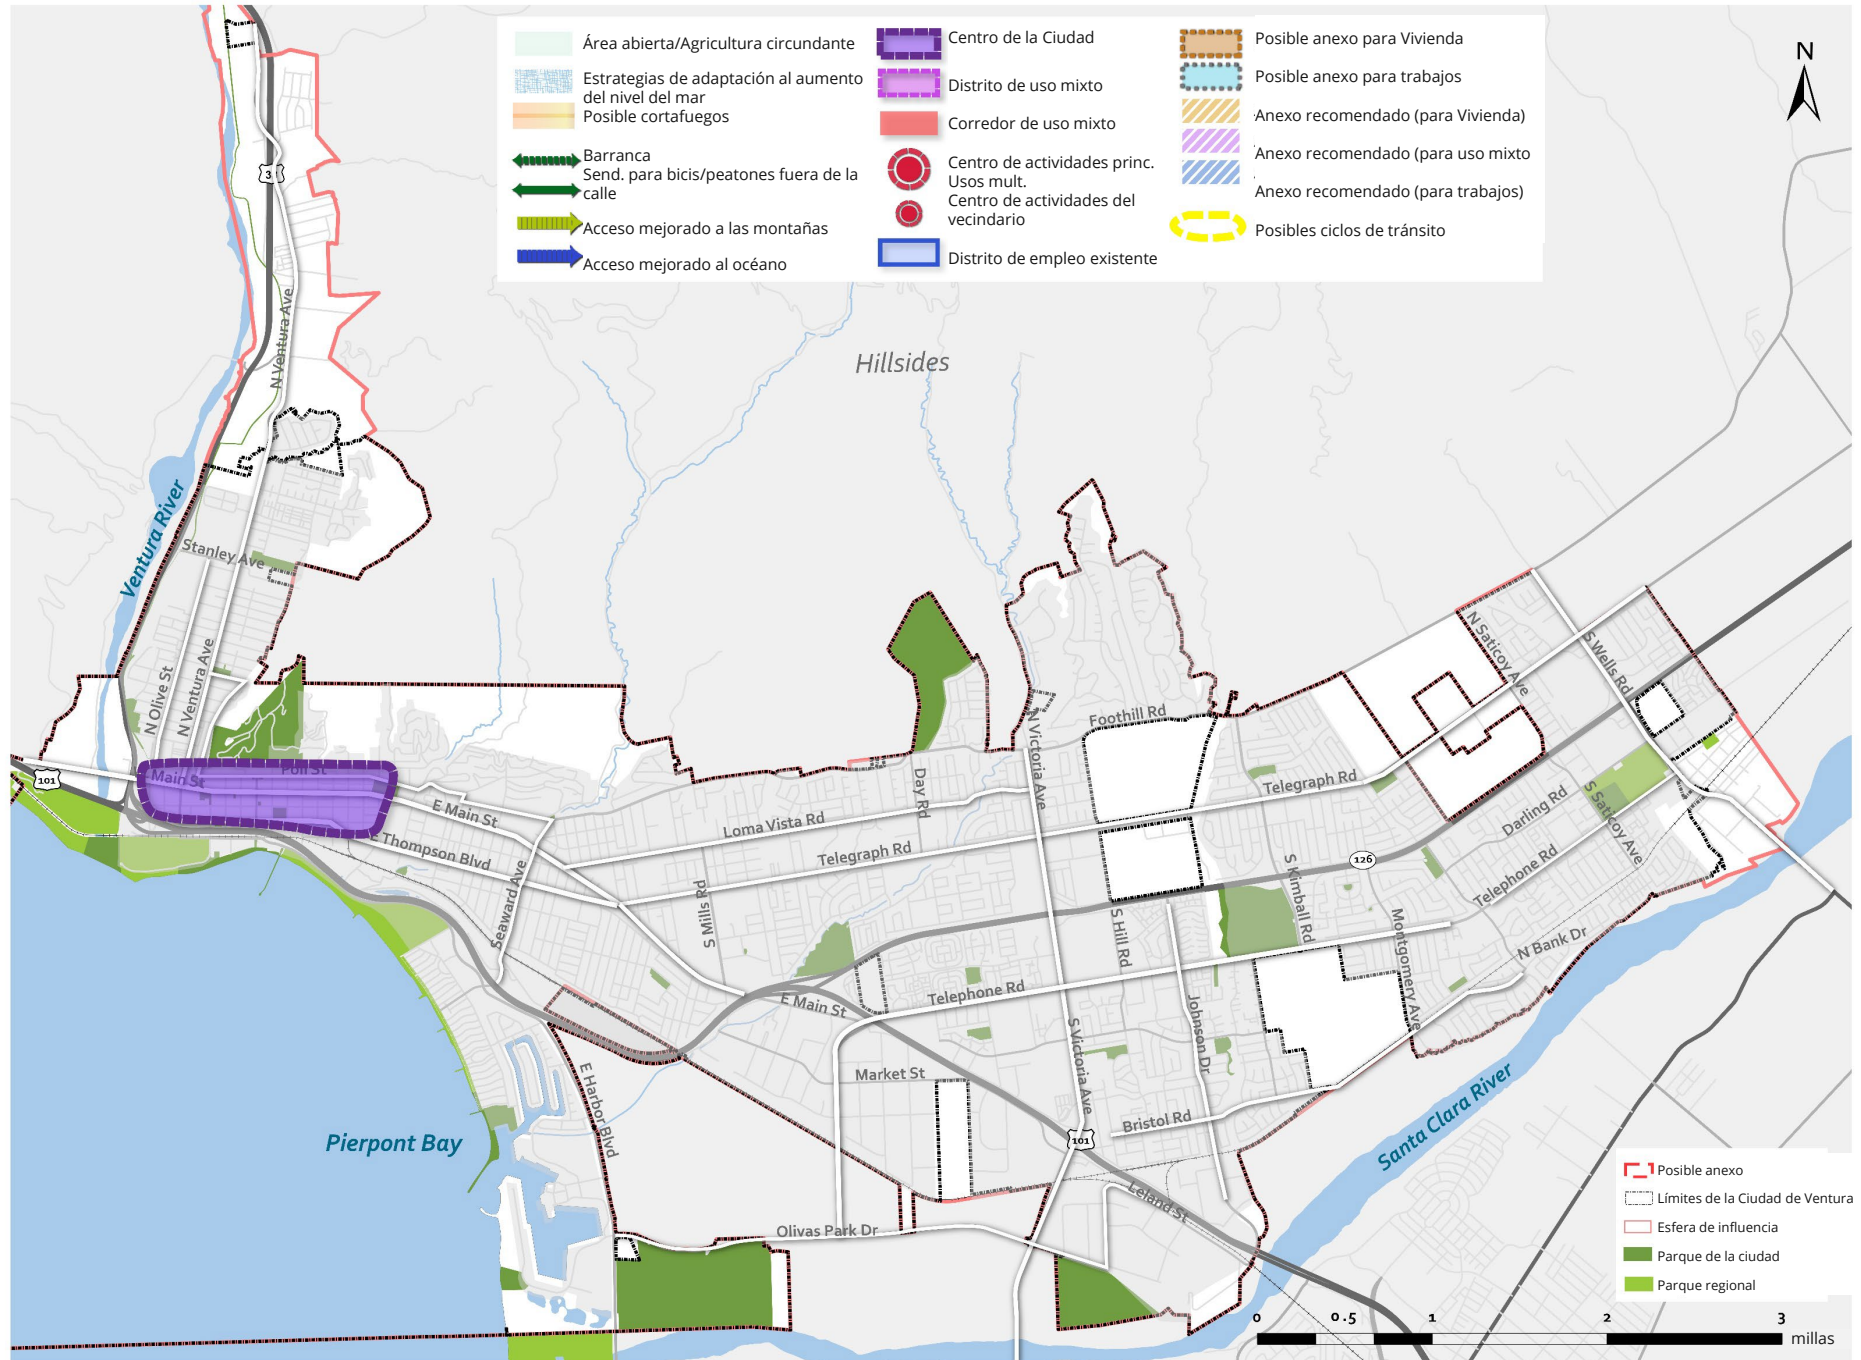 Área abierta/Agricultura circundante
Estrategias de adaptación al aumento
del nivel del mar
Posible cortafuegos
Barranca
Send. para bicis/peatones fuera de la
calle
Acceso mejorado a las montañas
Acceso mejorado al océano
Centro de la Ciudad
Distrito de uso mixto
Corredor de uso mixto
Centro de actividades princ.
Usos mult.
Centro de actividades del
vecindario
Distrito de empleo existente
Posible anexo para Vivienda
Posible anexo para trabajos
Anexo recomendado (para Vivienda)
Anexo recomendado (para uso mixto
Anexo recomendado (para trabajos)
Posibles ciclos de tránsito
N
33
N Ventura Ave
Hillsides
Ventura River
Stanley Ave
N Olive St
N Ventura Ave
101
Main St
Poli St
E Main St
E Thompson Blvd
Seaward Ave
Loma Vista Rd
Day Rd
Telegraph Rd
S Mills Rd
N Victoria Ave
Foothill Rd
Telegraph Rd
N Saticoy Ave
S Wells Rd
126
Darling Rd
S Saticoy Ave
Telephone Rd
S Kimball Rd
S Hill Rd
Montgomery Ave
N Bank Dr
E Main St
Telephone Rd
Johnson Dr
S Victoria Ave
Market St
Bristol Rd
E Harbor Blvd
101
Leland St
Olivas Park Dr
Pierpont Bay
Santa Clara River
Posible anexo
Límites de la Ciudad de Ventura
Esfera de influencia
Parque de la ciudad
Parque regional
0 0.5 1 2 3
millas